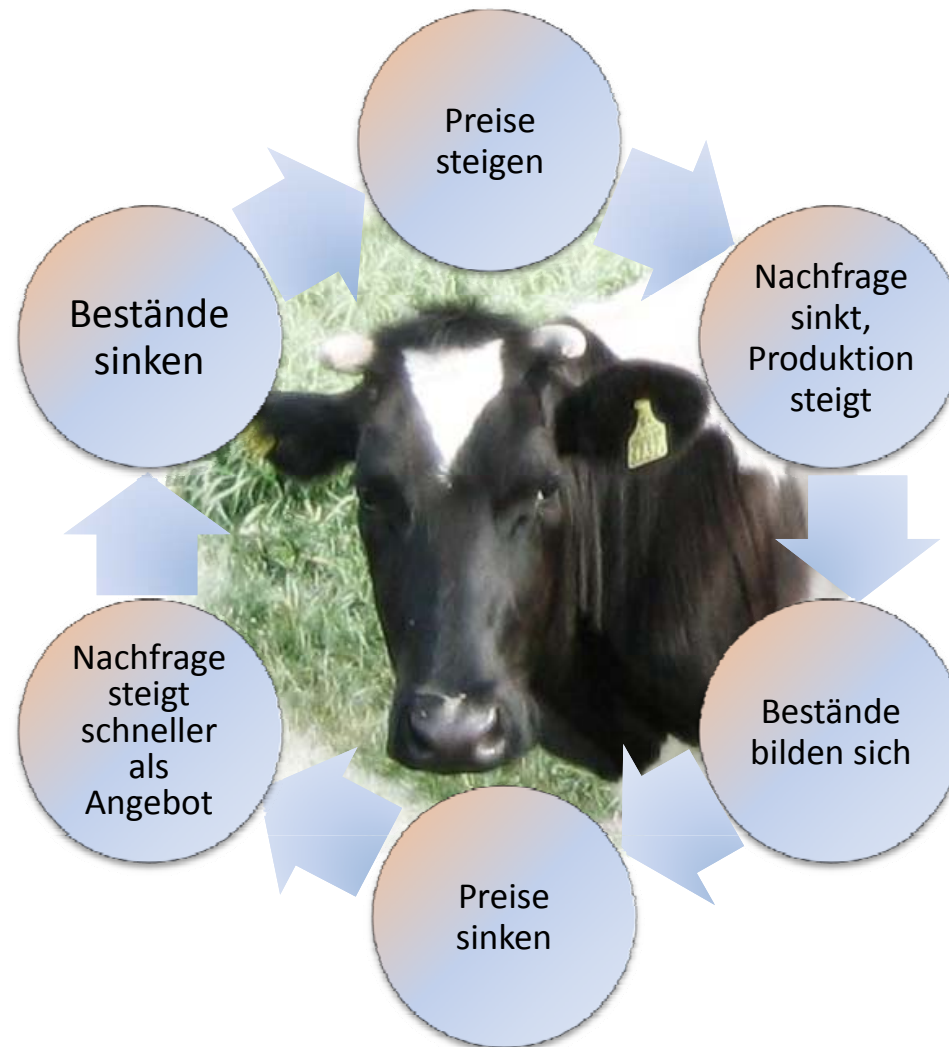 Preise
steigen
Nachfrage
sinkt,
Produktion
steigt
Bestände
bilden sich
Preise
sinken
Nachfrage
steigt
schneller
als
Angebot
Bestände
sinken